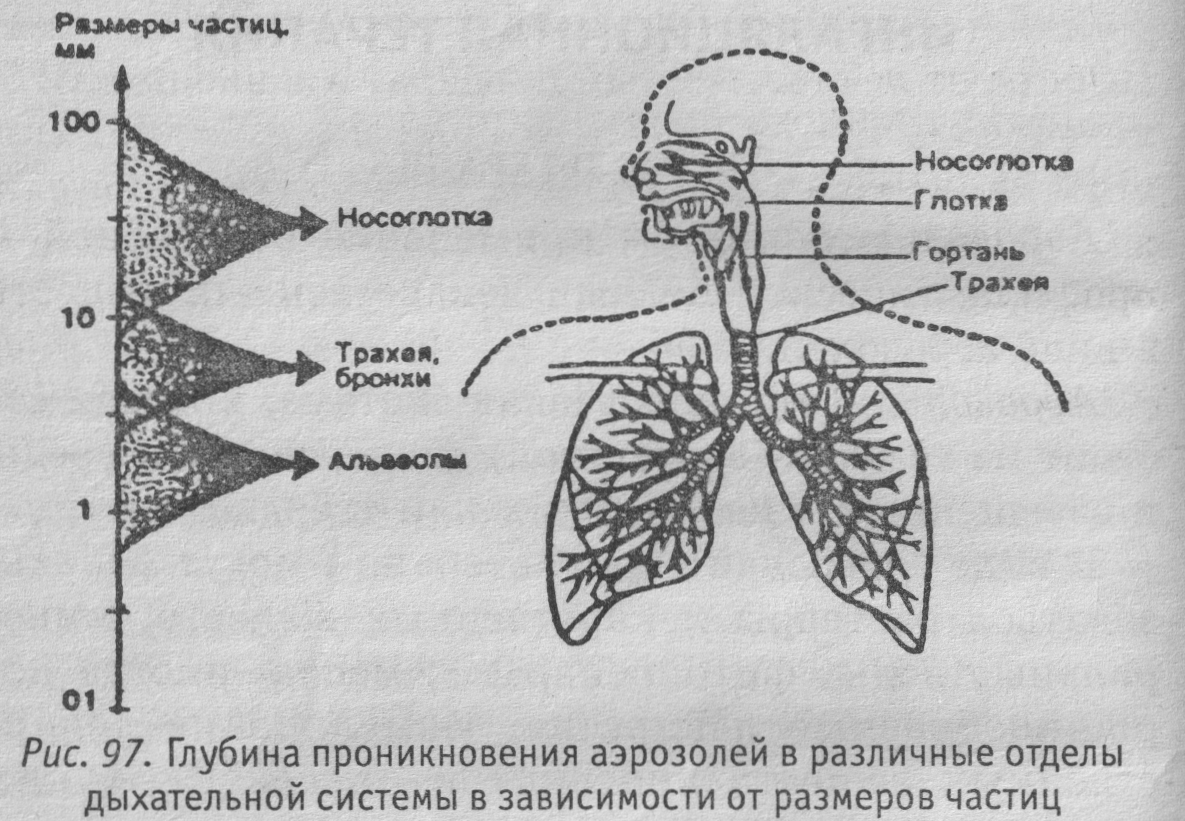 Размеры частиц,
мм
100
10
1
01
Носоглотка
Трахея,
бронхи
Альвеолы
Носоглотка
Глотка
Гортань
Трахея
Рис. 97. Глубина проникновения аэрозолей в различные отделы
дыхательной системы в зависимости от размеров частиц